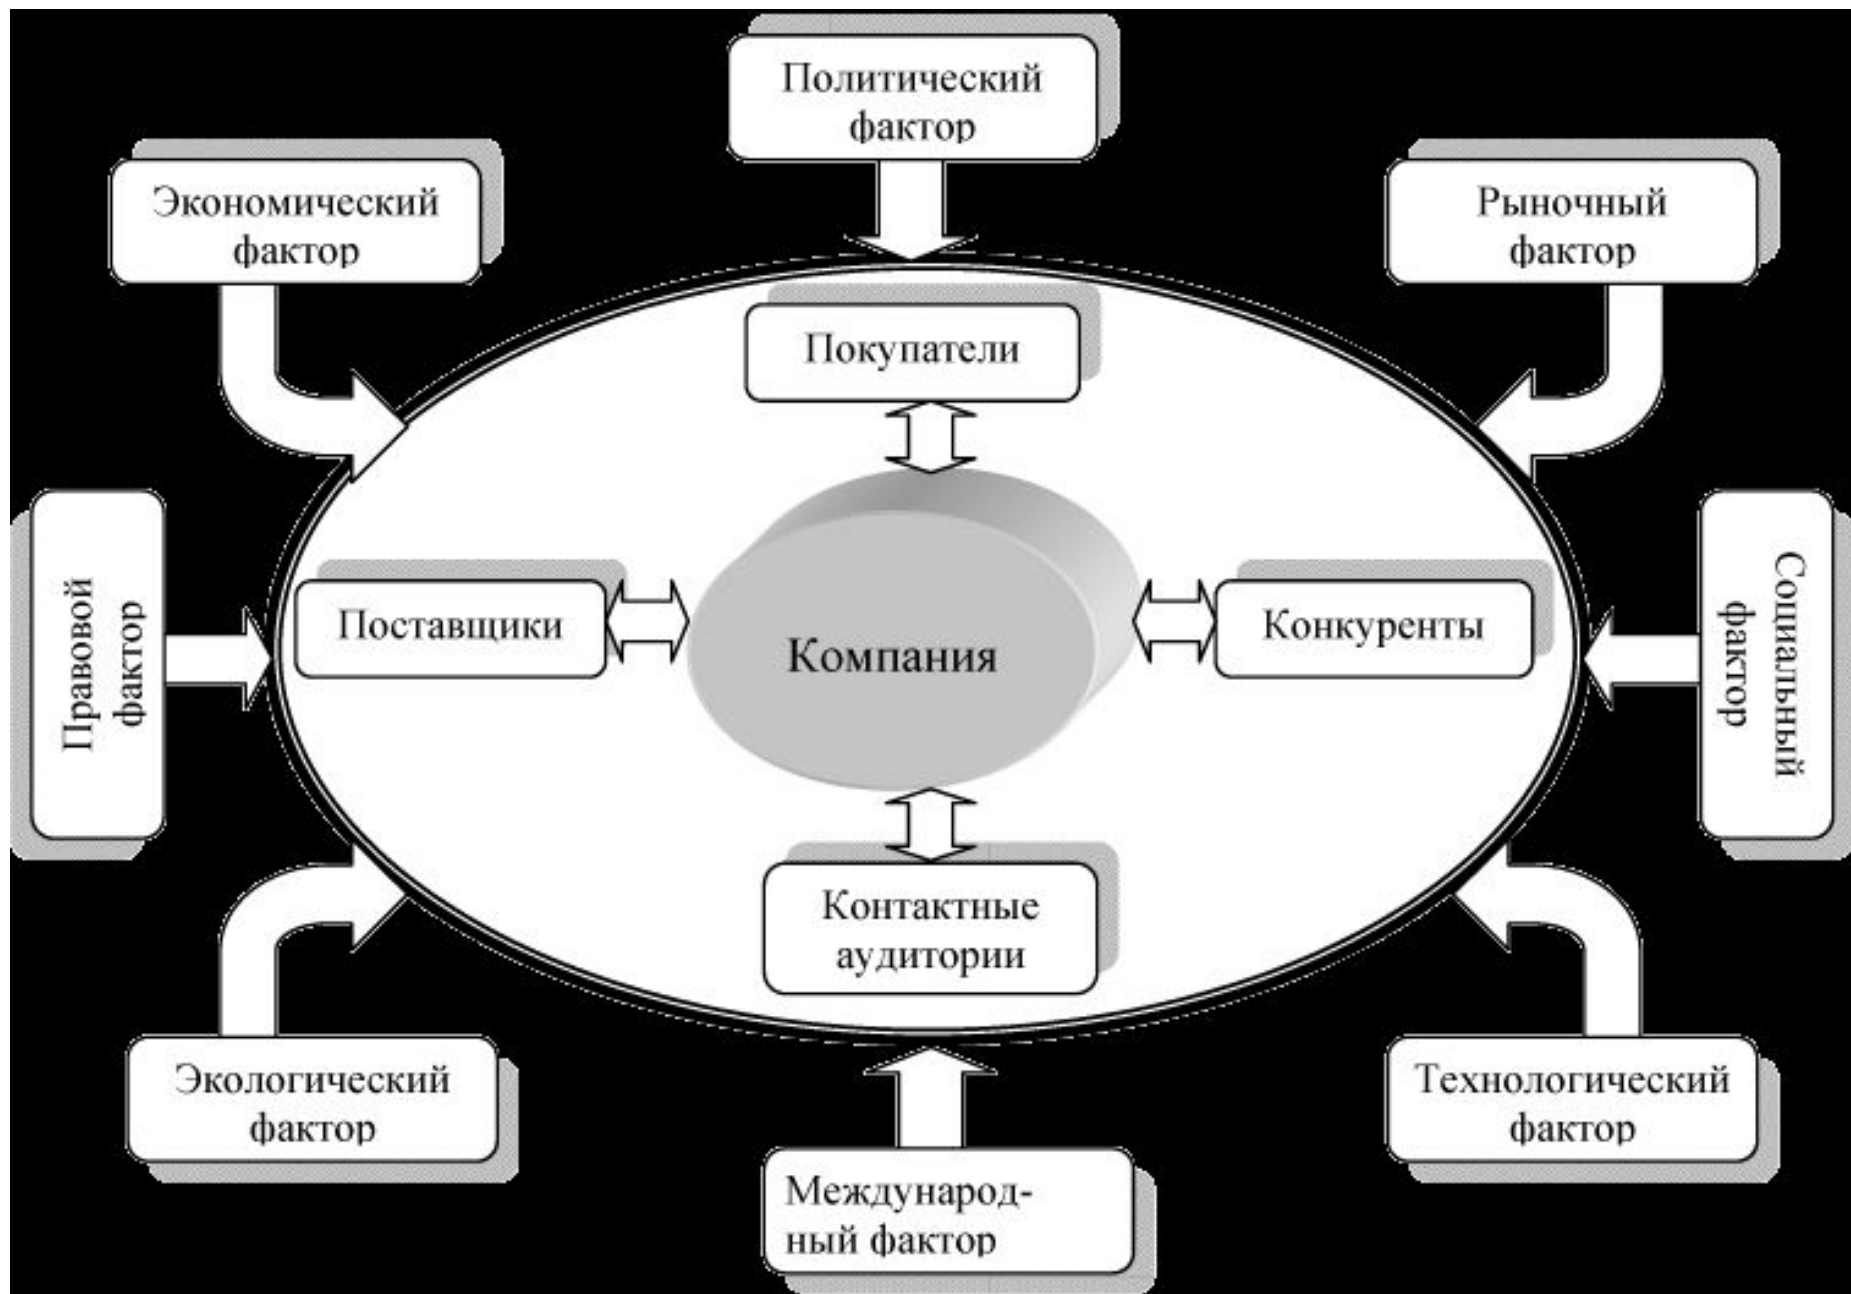 Политический
фактор
Экономический
фактор
Рыночный
фактор
Покупатели
Правовой
фактор
Поставщики
Компания
Конкуренты
Социальный
фактор
Контактные
аудитории
Экологический
фактор
Технологический
фактор
Международ-
ный фактор